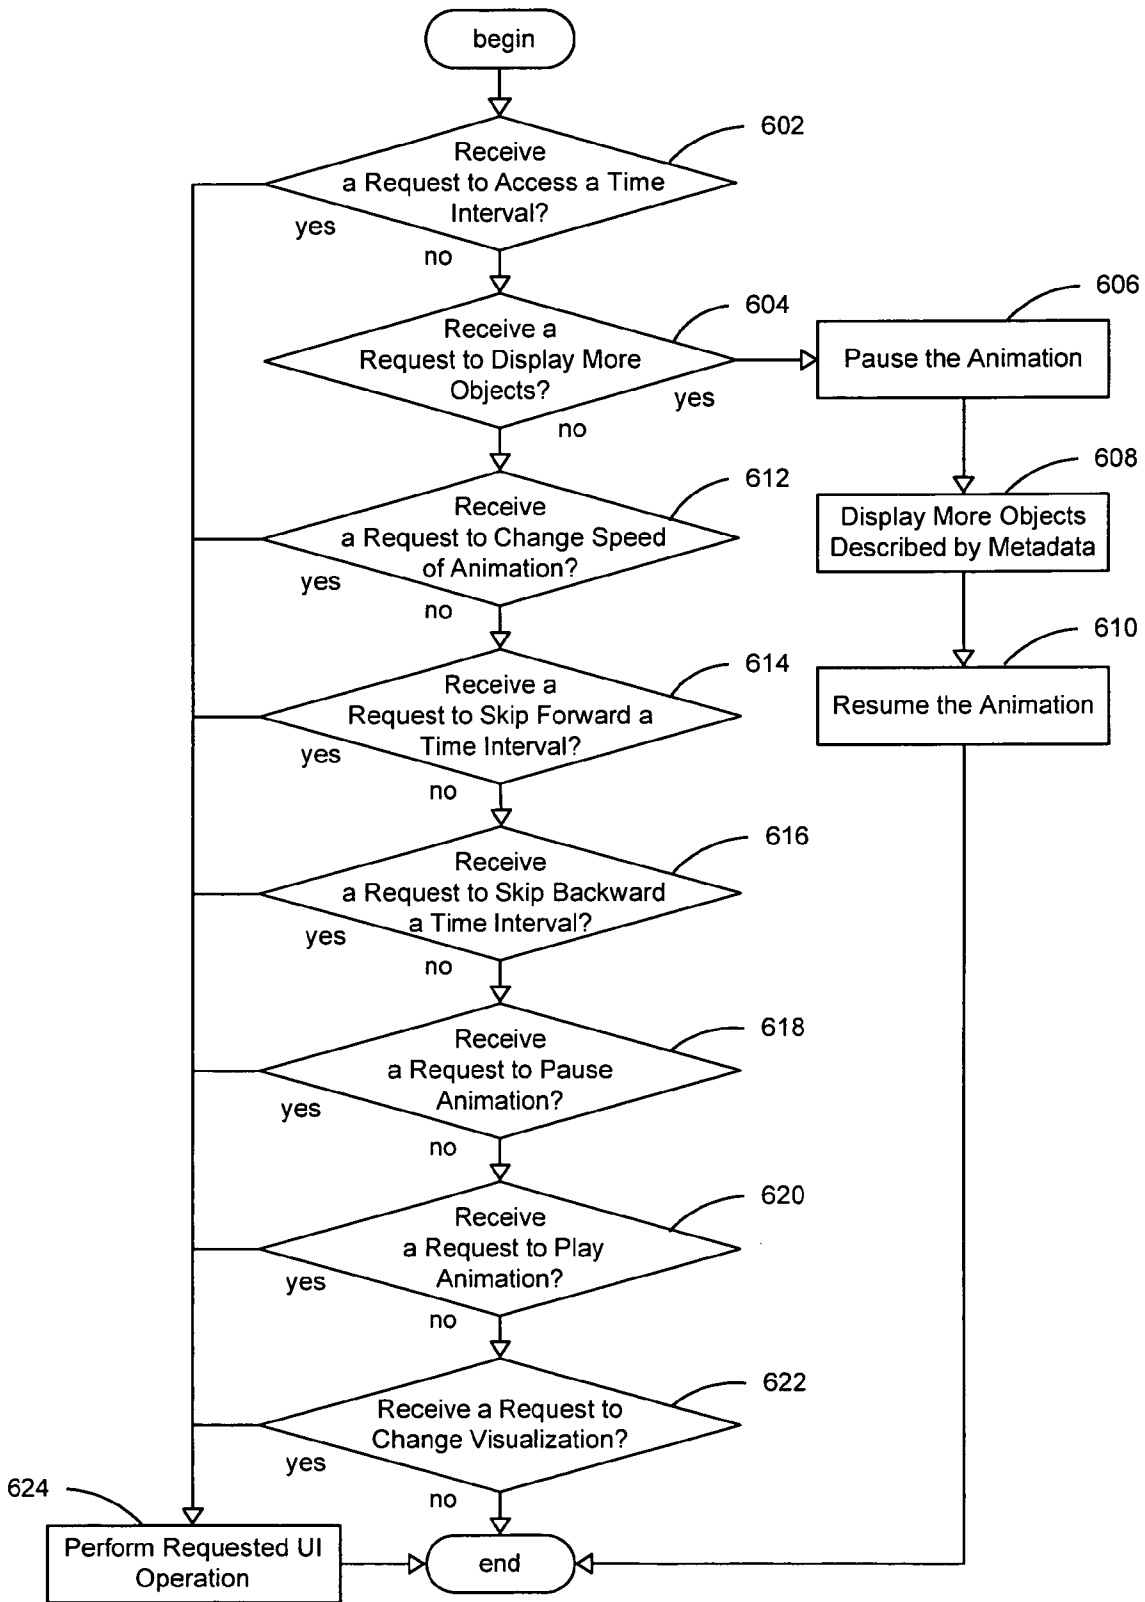 begin
602
Receive
a Request to Access a Time
Interval?
yes
no
604
Receive a
Request to Display More
Objects?
yes
no
606
Pause the Animation
608
Display More Objects
Described by Metadata
610
Resume the Animation
612
Receive
a Request to Change Speed
of Animation?
yes
no
614
Receive a
Request to Skip Forward a
Time Interval?
yes
no
616
Receive
a Request to Skip Backward
a Time Interval?
yes
no
618
Receive
a Request to Pause
Animation?
yes
no
620
Receive
a Request to Play
Animation?
yes
no
622
Receive a Request to
Change Visualization?
yes
no
624
Perform Requested UI
Operation
end